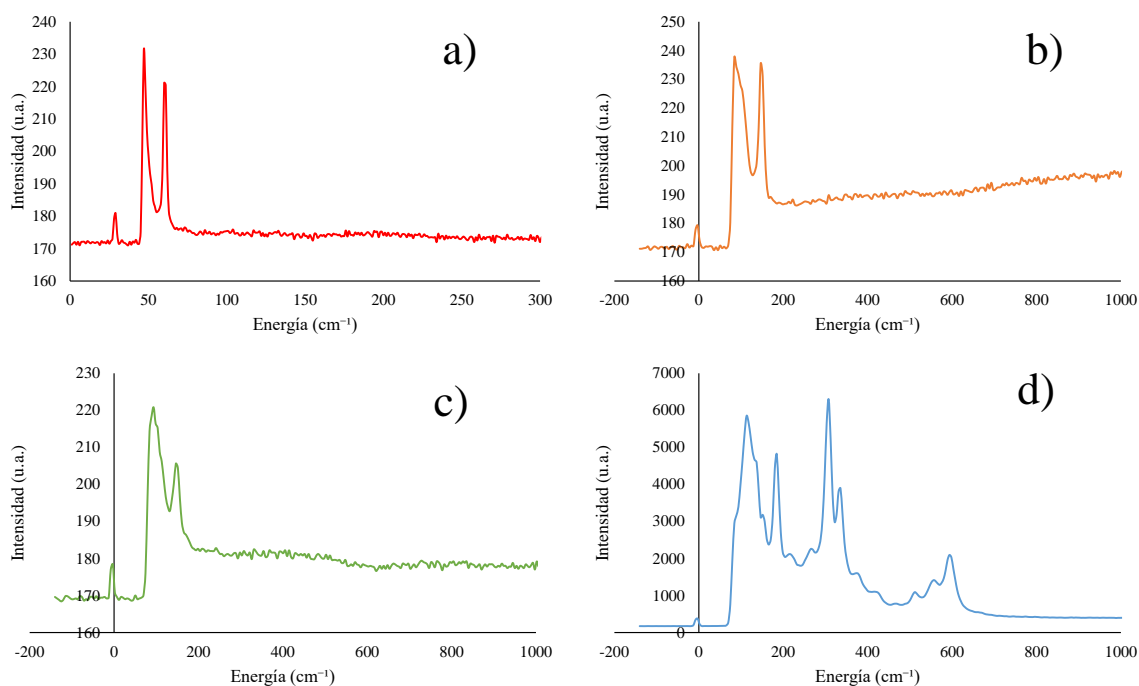 a)
Intensidad (u.a.)
240
230
220
210
200
190
180
170
160
0 50 100 150 200 250 300
Energía (cm⁻¹)
b)
Intensidad (u.a.)
250
240
230
220
210
200
190
180
170
160
-200 0 200 400 600 800 1000
Energía (cm⁻¹)
c)
Intensidad (u.a.)
230
220
210
200
190
180
170
160
-200 0 200 400 600 800 1000
Energía (cm⁻¹)
d)
Intensidad (u.a.)
7000
6000
5000
4000
3000
2000
1000
0
-200 0 200 400 600 800 1000
Energía (cm⁻¹)